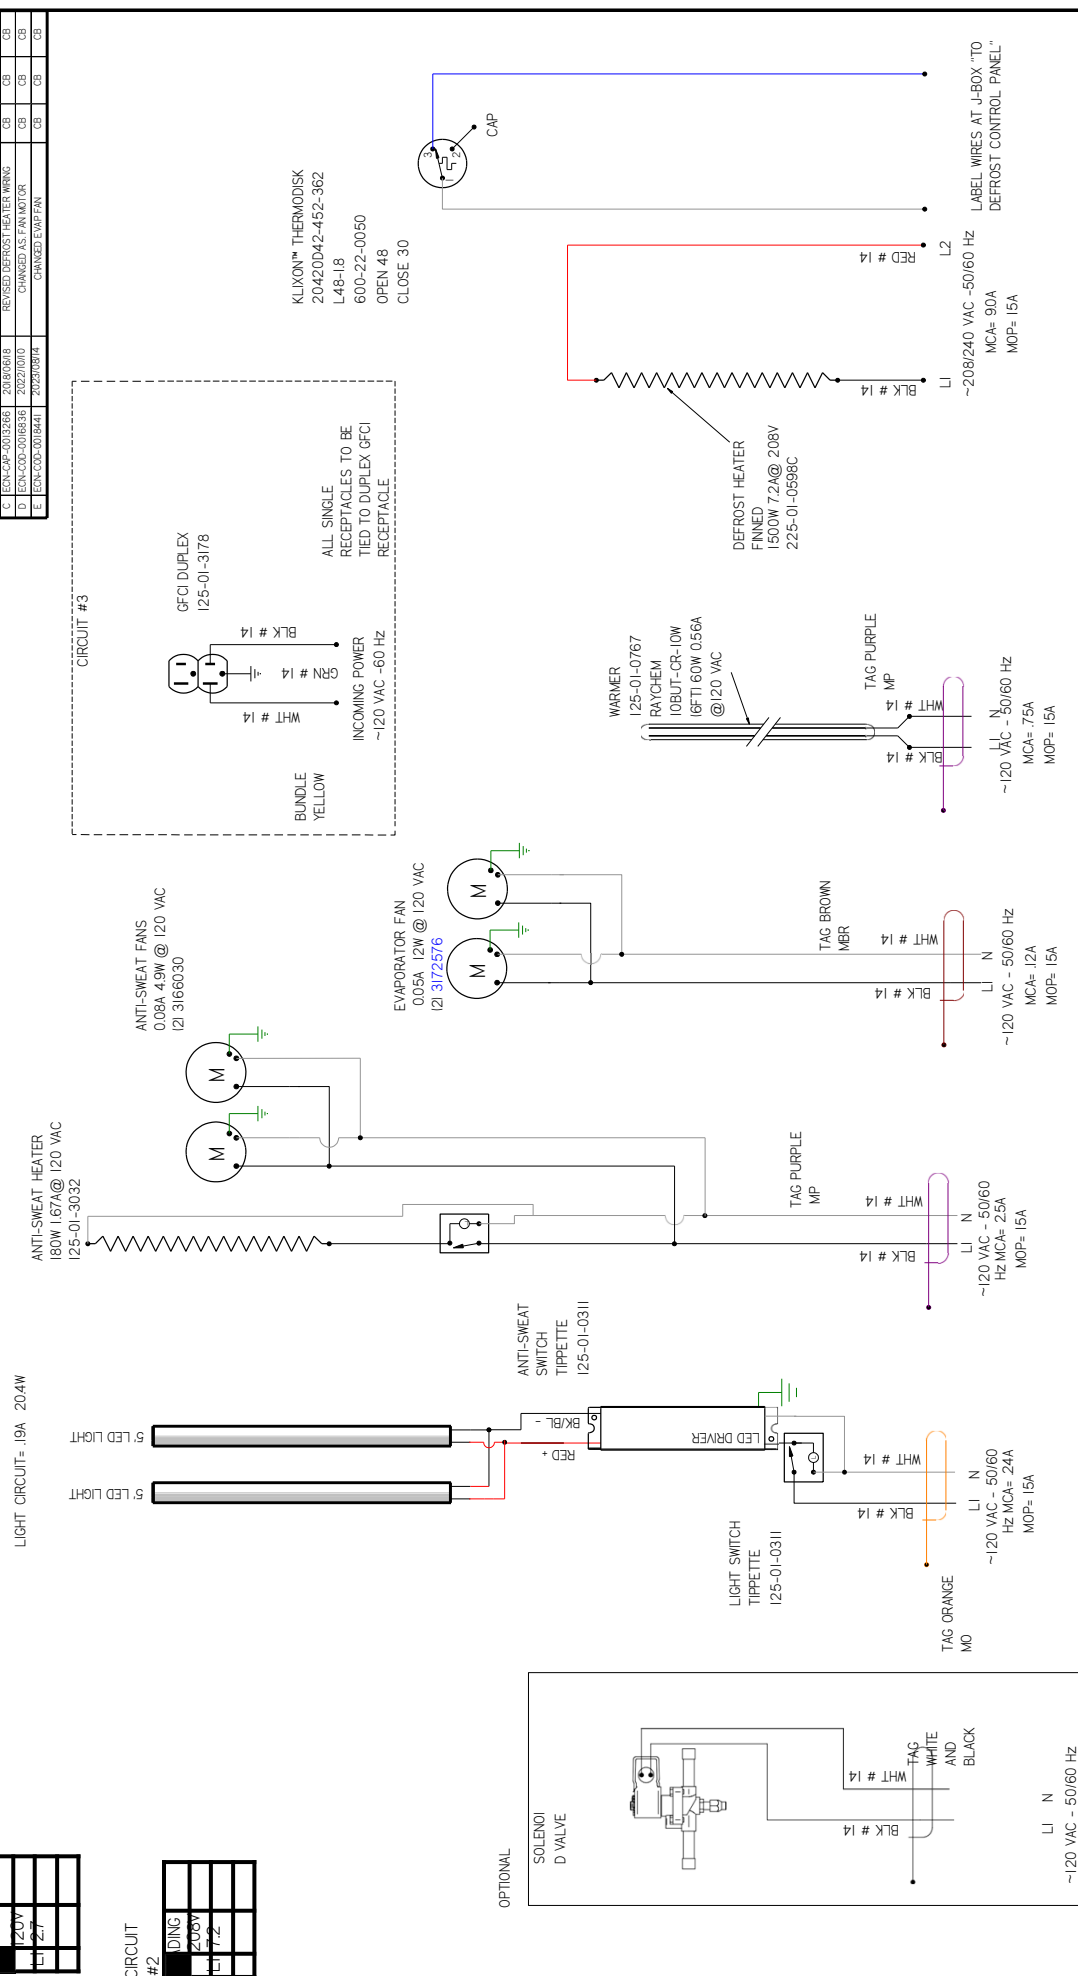 C ECN-CAP-0013266 2018/06/18 REVISED DEFROST HEATER WIRING CB CB CB
D ECN-COD-0016836 2022/10/10 CHANGED A.S. FAN MOTOR CB CB CB
E ECN-COD-0018441 2023/08/14 CHANGED EVAP FAN CB CB CB
KLIXON™ THERMODISK
20420D42-452-362
L48-18
600-22-0050
OPEN 48
CLOSE 30
3
2
1
CAP
LABEL WIRES AT J-BOX "TO
DEFROST CONTROL PANEL"
RED # 14
L2
BLK # 14
L1
~208/240 VAC -50/60 Hz
MCA= 9.0A
MOP= 15A
DEFROST HEATER
FINNED
1500W 7.2A@ 208V
225-01-0598C
CIRCUIT #3
GFCI DUPLEX
125-01-3178
BLK # 14
GRN # 14
WHT # 14
INCOMING POWER
~120 VAC -60 Hz
ALL SINGLE
RECEPTACLES TO BE
TIED TO DUPLEX GFCI
RECEPTACLE
BUNDLE
YELLOW
WARMER
125-01-0767
RAYCHEM
10BUT-CR-10W
16FT1 60W 0.56A
@120 VAC
TAG PURPLE
MP
WHT # 14
BLK # 14
L1 N
~120 VAC - 50/60 Hz
MCA= .75A
MOP= 15A
ANTI-SWEAT FANS
0.08A 4.9W @ 120 VAC
121 3166030
M
M
EVAPORATOR FAN
0.05A 12W @ 120 VAC
121 3172576
M
M
TAG BROWN
MBR
WHT # 14
BLK # 14
L1 N
~120 VAC - 50/60 Hz
MCA= .12A
MOP= 15A
ANTI-SWEAT HEATER
180W 1.67A@ 120 VAC
125-01-3032
TAG PURPLE
MP
WHT # 14
BLK # 14
L1 N
~120 VAC - 50/60
Hz MCA= 2.5A
MOP= 15A
ANTI-SWEAT
SWITCH
TIPPETTE
125-01-0311
LIGHT CIRCUIT= .19A 20.4W
5' LED LIGHT
5' LED LIGHT
BK/BL -
RED +
LED DRIVER
LIGHT SWITCH
TIPPETTE
125-01-0311
WHT # 14
BLK # 14
L1 N
~120 VAC - 50/60
Hz MCA= .24A
MOP= 15A
TAG ORANGE
MO
OPTIONAL
SOLENOI
D VALVE
WHT # 14
BLK # 14
TAG
WHITE
AND
BLACK
L1 N
~120 VAC - 50/60 Hz
120V
L1 2.7
CIRCUIT
#2
ADING
208V
L1 7.2